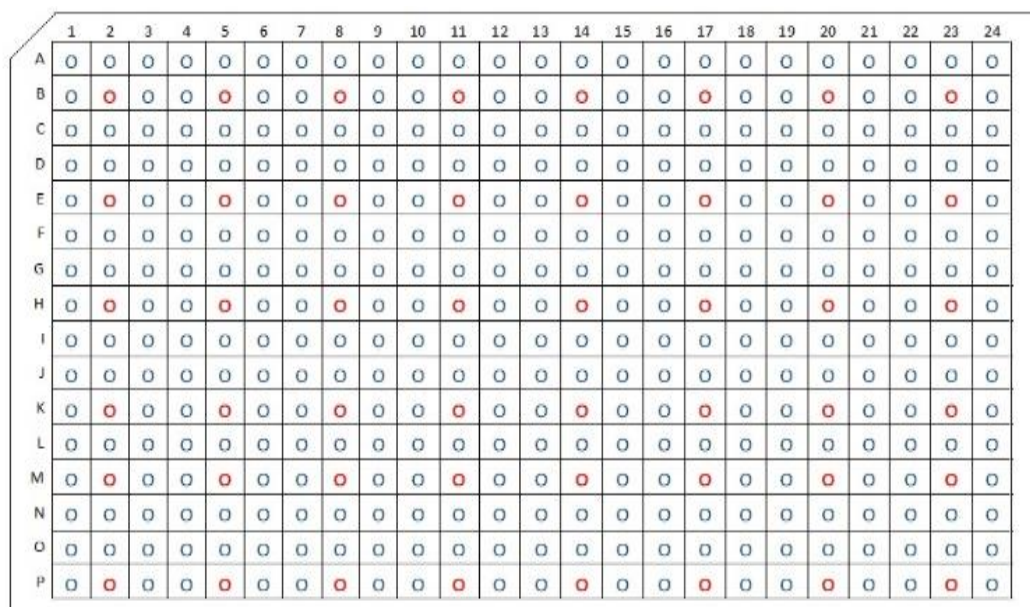 1 2 3 4 5 6 7 8 9 10 11 12 13 14 15 16 17 18 19 20 21 22 23 24
A O O O O O O O O O O O O O O O O O O O O O O O O
B O O O O O O O O O O O O O O O O O O O O O O O O
C O O O O O O O O O O O O O O O O O O O O O O O O
D O O O O O O O O O O O O O O O O O O O O O O O O
E O O O O O O O O O O O O O O O O O O O O O O O O
F O O O O O O O O O O O O O O O O O O O O O O O O
G O O O O O O O O O O O O O O O O O O O O O O O O
H O O O O O O O O O O O O O O O O O O O O O O O O
I O O O O O O O O O O O O O O O O O O O O O O O O
J O O O O O O O O O O O O O O O O O O O O O O O O
K O O O O O O O O O O O O O O O O O O O O O O O O
L O O O O O O O O O O O O O O O O O O O O O O O O
M O O O O O O O O O O O O O O O O O O O O O O O O
N O O O O O O O O O O O O O O O O O O O O O O O O
O O O O O O O O O O O O O O O O O O O O O O O O O
P O O O O O O O O O O O O O O O O O O O O O O O O